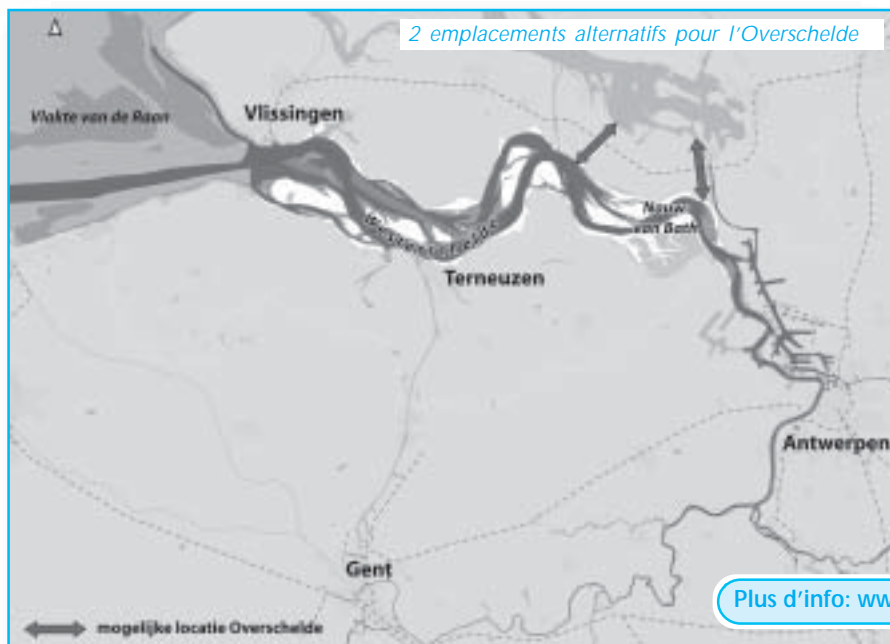 2 emplacements alternatifs pour l'Overschelde
Vlakte van de Raan
Vlissingen
Westerschelde
Nauw
van Bath
Terneuzen
Antwerpen
Gent
Plus d'info: ww
mogelijke locatie Overschelde